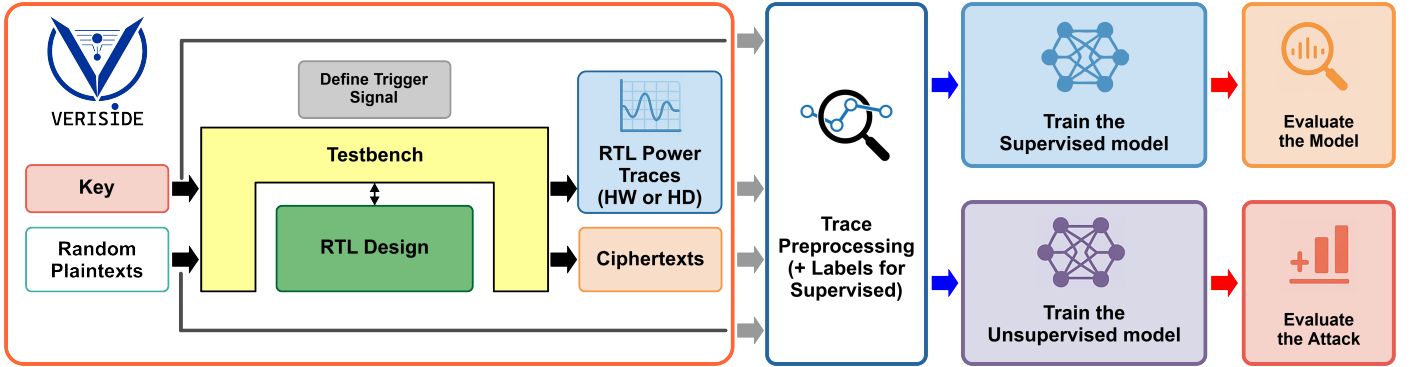 VERISIDE
Define Trigger
Signal
Testbench
Key
Random
Plaintexts
RTL Design
RTL Power
Traces
(HW or HD)
Ciphertexts
Trace
Preprocessing
(+ Labels for
Supervised)
Train the
Supervised model
Evaluate
the Model
Train the
Unsupervised model
Evaluate
the Attack